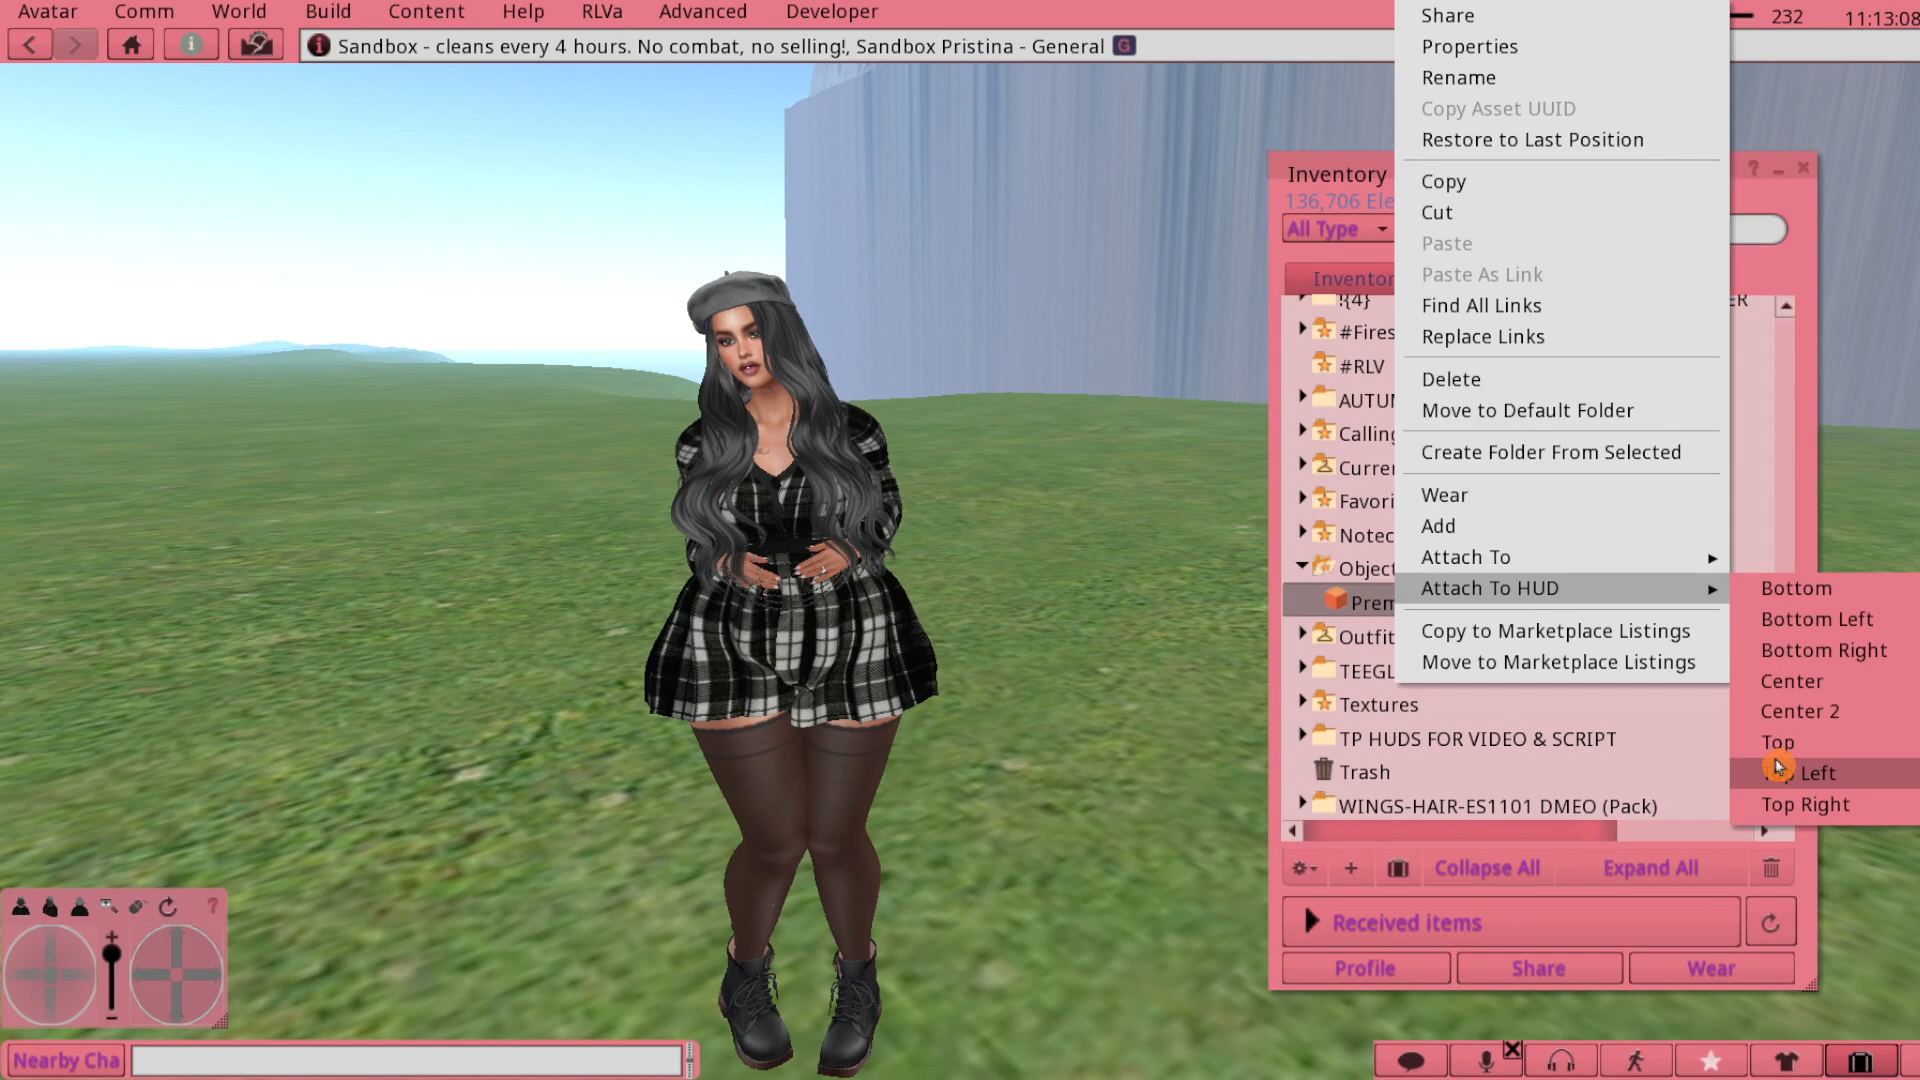 Avatar Comm World Build Content Help RLVa Advanced Developer
232 11:13:08
Sandbox - cleans every 4 hours. No combat, no selling!, Sandbox Pristina - General G
Share
Properties
Rename
Copy Asset UUID
Restore to Last Position
Copy
Cut
Paste
Paste As Link
Find All Links
Replace Links
Delete
Move to Default Folder
Create Folder From Selected
Wear
Add
Attach To
Attach To HUD
Copy to Marketplace Listings
Move to Marketplace Listings
Bottom
Bottom Left
Bottom Right
Center
Center 2
Top
Left
Top Right
Inventory
136,706 Ele
All Type
Inventor
!{4}
ER
#Fires
#RLV
AUTUM
Calling
Curren
Favori
Notec
Object
Prem
Outfit
TEEGL
Textures
TP HUDS FOR VIDEO & SCRIPT
Trash
WINGS-HAIR-ES1101 DMEO (Pack)
Collapse All Expand All
Received Items
Profile Share Wear
Nearby Cha